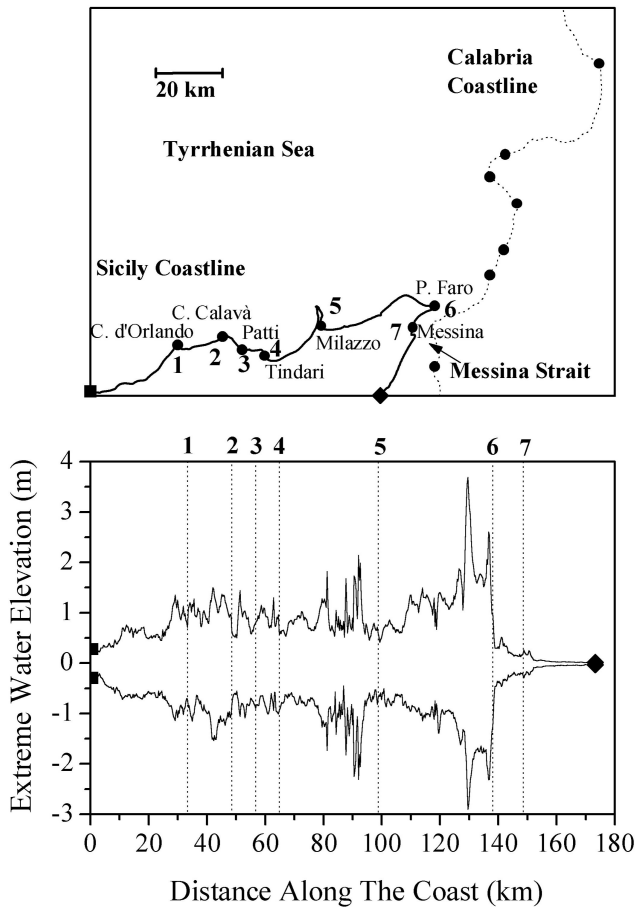 Calabria
Coastline
20 km
Tyrrhenian Sea
Sicily Coastline
P. Faro
C. Calavà
5
6
C. d'Orlando
Patti
7
Messina
1
2
3
4
Milazzo
Tindari
Messina Strait
1 2 3 4 5 6 7
Extreme Water Elevation (m)
4
3
2
1
0
-1
-2
-3
0 20 40 60 80 100 120 140 160 180
Distance Along The Coast (km)